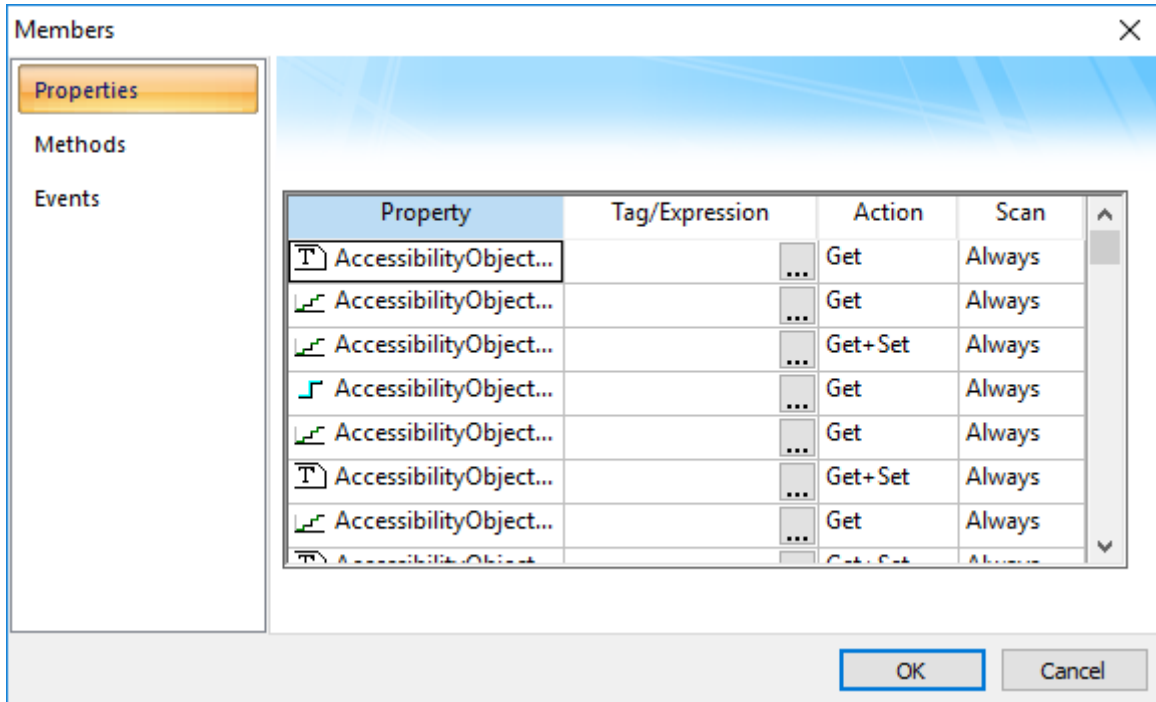 Members
Properties
Methods
Events
Property Tag/Expression Action Scan
AccessibilityObject... ... Get Always
AccessibilityObject... ... Get Always
AccessibilityObject... ... Get+Set Always
AccessibilityObject... ... Get Always
AccessibilityObject... ... Get Always
AccessibilityObject... ... Get+Set Always
AccessibilityObject... ... Get Always
OK Cancel